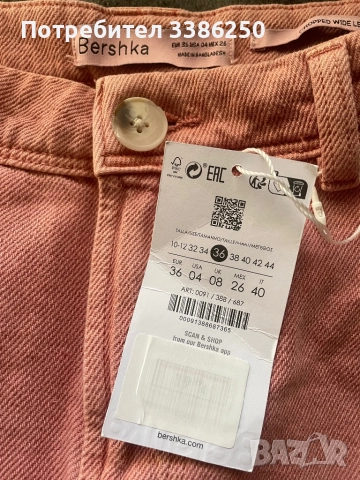 Потребител 3386250
Bershka
EUR 36 USA 04 MEX 26
MADE IN BANGLADESH
CROPPED WIDE LE
FSC
EAC
10-12 32 34 36 38 40 42 44
EUR USA UK MEX IT
36 04 08 26 40
ART: 0091 / 388 / 687
00091388687365
SCAN & SHOP
from our Bershka app
bershka.com
BAZAR